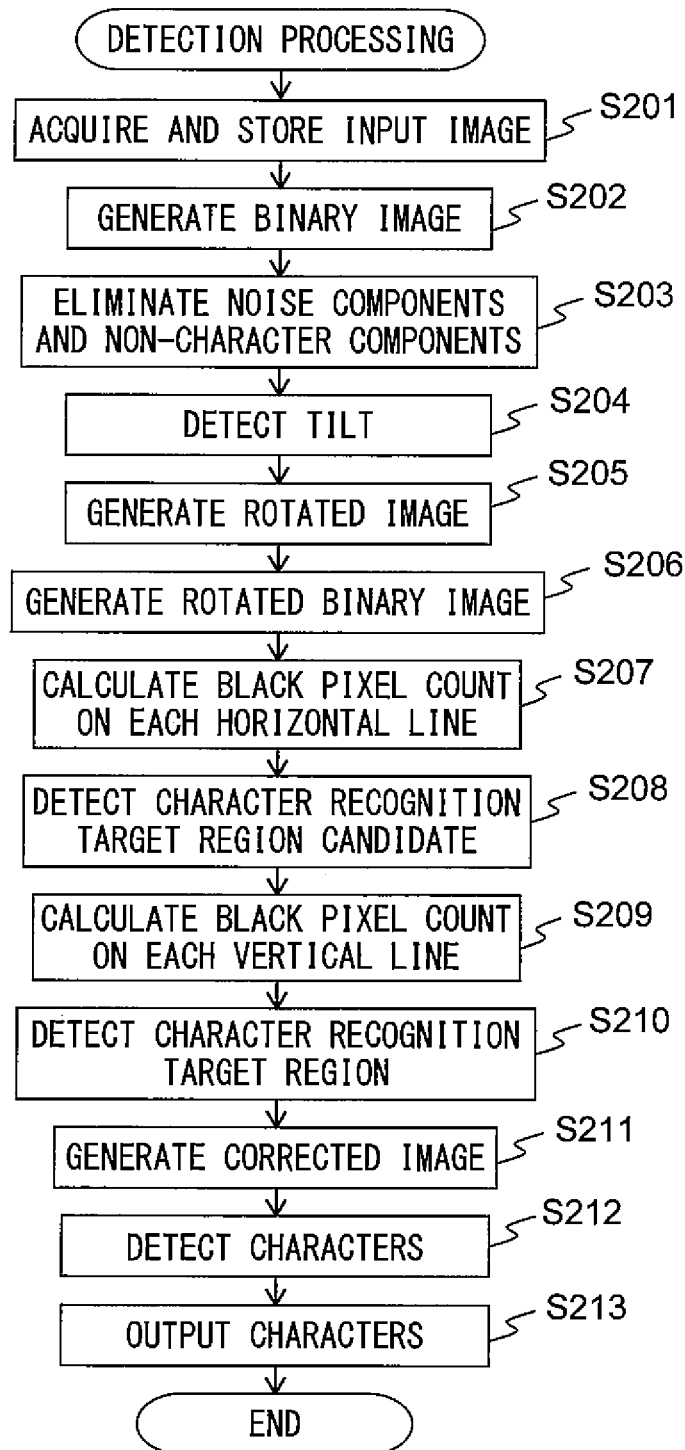 DETECTION PROCESSING
S201
ACQUIRE AND STORE INPUT IMAGE
S202
GENERATE BINARY IMAGE
S203
ELIMINATE NOISE COMPONENTS
AND NON-CHARACTER COMPONENTS
S204
DETECT TILT
S205
GENERATE ROTATED IMAGE
S206
GENERATE ROTATED BINARY IMAGE
S207
CALCULATE BLACK PIXEL COUNT
ON EACH HORIZONTAL LINE
S208
DETECT CHARACTER RECOGNITION
TARGET REGION CANDIDATE
S209
CALCULATE BLACK PIXEL COUNT
ON EACH VERTICAL LINE
S210
DETECT CHARACTER RECOGNITION
TARGET REGION
S211
GENERATE CORRECTED IMAGE
S212
DETECT CHARACTERS
S213
OUTPUT CHARACTERS
END